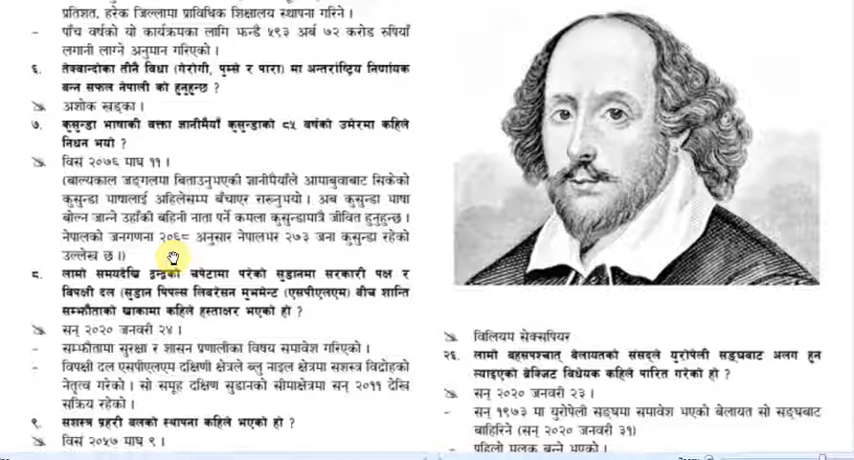 प्रतिशत, हरेक जिल्लामा प्राविधिक शिक्षालय स्थापना गरिने ।
- पाँच वर्षको यो कार्यक्रमका लागि झन्डै ५९३ अर्ब ७२ करोड रुपियाँ
लगानी लाग्ने अनुमान गरिएको ।
६. तेक्वान्दोका तीनै विधा (गेरोगी, पुम्से र पारा) मा अन्तर्राष्ट्रिय निर्णायक
बन्न सफल नेपाली को हुनुहुन्छ ?
अशोक खड्का ।
७. कुसुन्डा भाषाकी वक्ता ज्ञानीमैयाँ कुसुन्डाको ८५ वर्षको उमेरमा कहिले
निधन भयो ?
विसं २०७६ माघ ११ ।
(बाल्यकाल जङ्गलमा बिताउनुभएकी ज्ञानीमैयाँले आमाबुवाबाट सिकेको
कुसुन्डा भाषालाई अहिलेसम्म बँचाएर राख्नुभयो । अब कुसुन्डा भाषा
बोल्न जान्ने उहाँकी बहिनी नाता पर्ने कमला कुसुन्डामात्रै जीवित हुनुहुन्छ ।
नेपालको जनगणना २०६८ अनुसार नेपालभर २७३ जना कुसुन्डा रहेको
उल्लेख छ ।)
८. लामो समयदेखि द्वन्द्वको चपेटामा परेको सुडानमा सरकारी पक्ष र
विपक्षी दल (सुडान पिपल्स लिबरेसन मुभमेन्ट (एसपीएलएम) बीच शान्ति
सम्झौताको खाकामा कहिले हस्ताक्षर भएको हो ?
सन् २०२० जनवरी २४ ।
- सम्झौतामा सुरक्षा र शासन प्रणालीका विषय समावेश गरिएको ।
- विपक्षी दल एसपीएलएम दक्षिणी क्षेत्रले ब्लु नाइल क्षेत्रमा सशस्त्र विद्रोहको
नेतृत्व गरेको । सो समूह दक्षिण सुडानको सीमाक्षेत्रमा सन् २०११ देखि
सक्रिय रहेको ।
९. सशस्त्र प्रहरी बलको स्थापना कहिले भएको हो ?
विसं २०५७ माघ ९ ।
विलियम सेक्सपियर
२६. लामो बहसपश्चात् बेलायतको संसद्ले युरोपेली सङ्घबाट अलग हुन
ल्याइएको ब्रेक्जिट विधेयक कहिले पारित गरेको हो ?
सन् २०२० जनवरी २३ ।
- सन् १९७३ मा युरोपेली सङ्घमा समावेश भएको बेलायत सो सङ्घबाट
बाहिरिने (सन् २०२० जनवरी ३१)
- पहिलो मुलुक बन्ने भएको ।